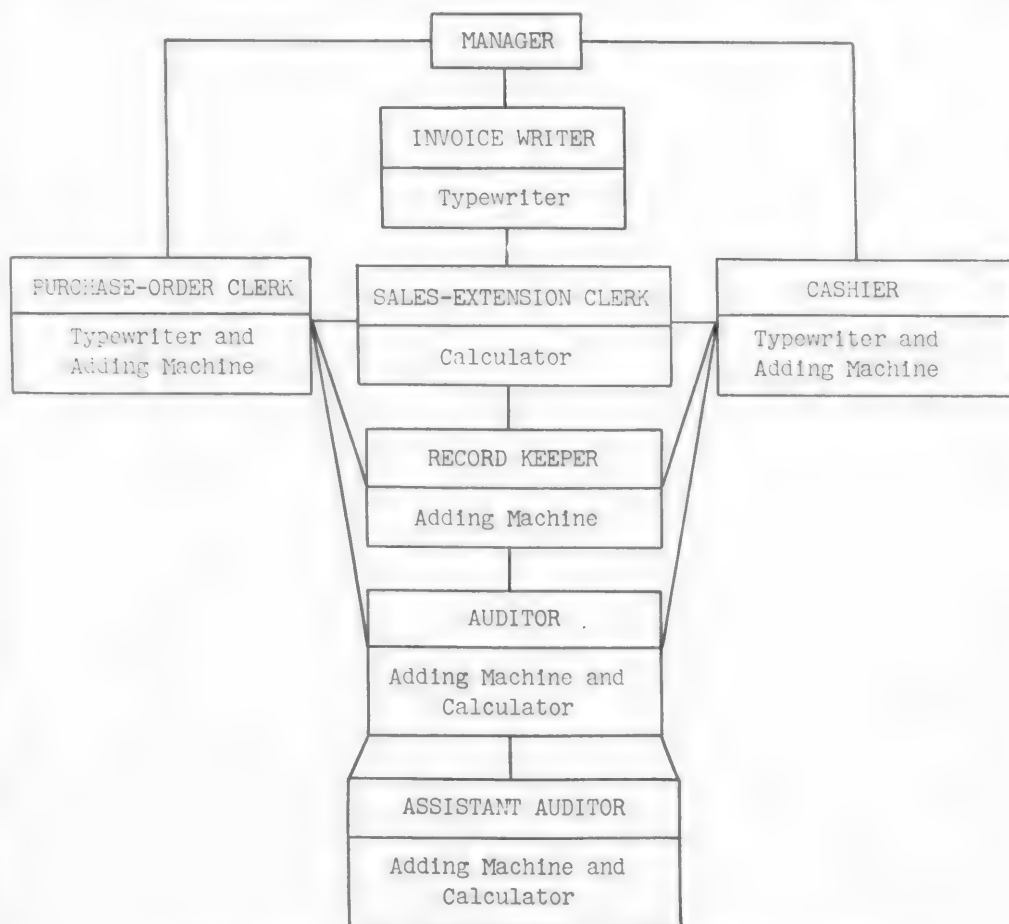 MANAGER
INVOICE WRITER
Typewriter
PURCHASE-ORDER CLERK
Typewriter and
Adding Machine
SALES-EXTENSION CLERK
Calculator
CASHIER
Typewriter and
Adding Machine
RECORD KEEPER
Adding Machine
AUDITOR
Adding Machine and
Calculator
ASSISTANT AUDITOR
Adding Machine and
Calculator